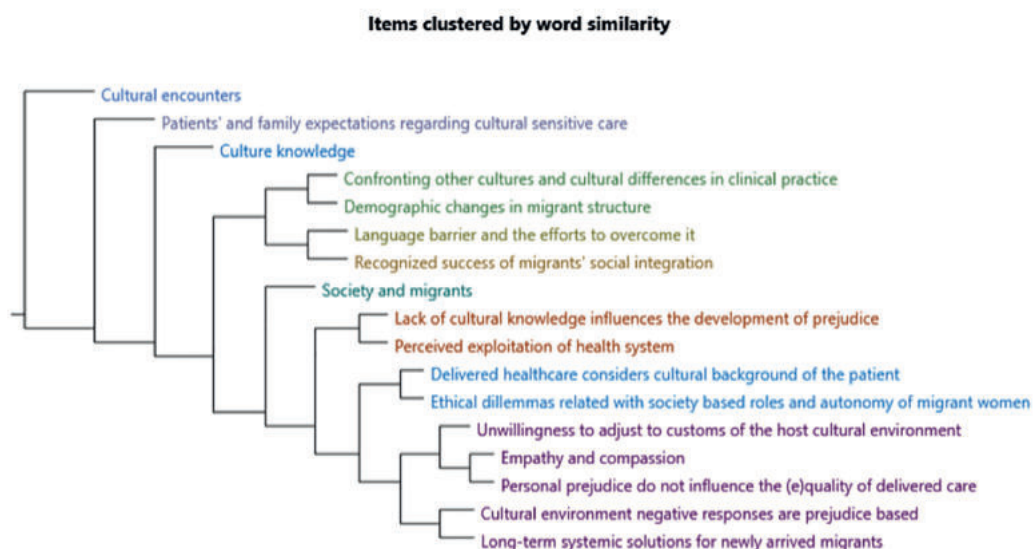 Items clustered by word similarity
Cultural encounters
Patients' and family expectations regarding cultural sensitive care
Culture knowledge
Confronting other cultures and cultural differences in clinical practice
Demographic changes in migrant structure
Language barrier and the efforts to overcome it
Recognized success of migrants' social integration
Society and migrants
Lack of cultural knowledge influences the development of prejudice
Perceived exploitation of health system
Delivered healthcare considers cultural background of the patient
Ethical dillemmas related with society based roles and autonomy of migrant women
Unwillingness to adjust to customs of the host cultural environment
Empathy and compassion
Personal prejudice do not influence the (e)quality of delivered care
Cultural environment negative responses are prejudice based
Long-term systemic solutions for newly arrived migrants